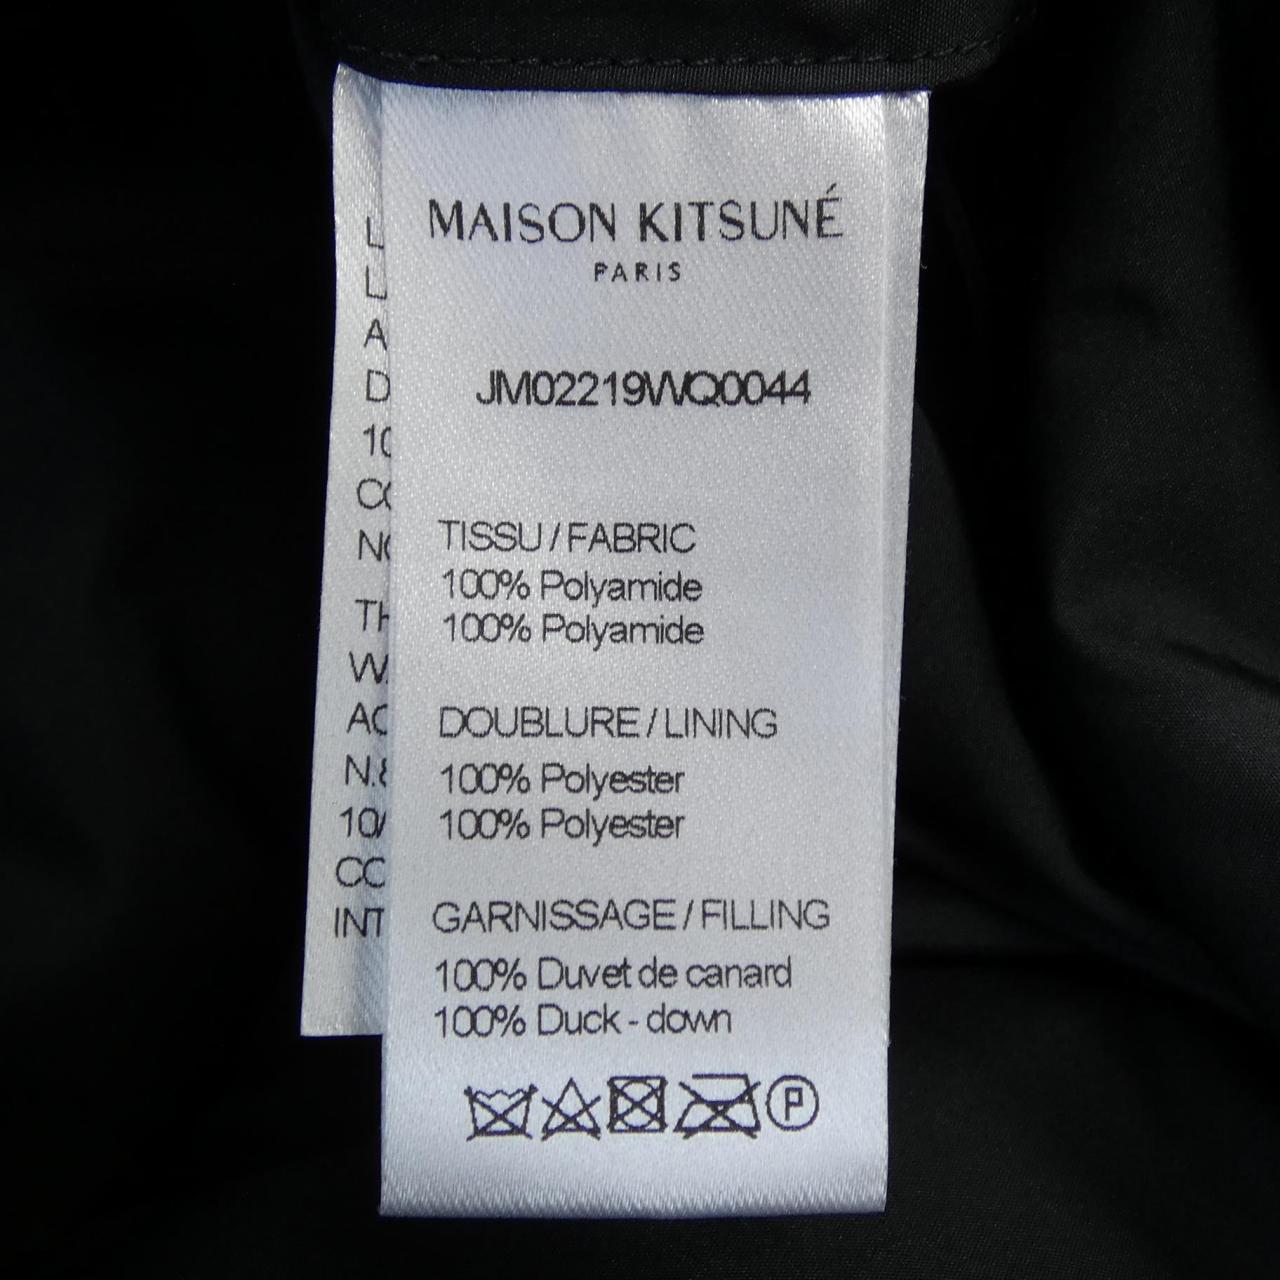 MAISON KITSUNÉ
PARIS
JM02219WQ0044
TISSU / FABRIC
100% Polyamide
100% Polyamide
DOUBLURE / LINING
100% Polyester
100% Polyester
GARNISSAGE / FILLING
100% Duvet de canard
100% Duck - down
P